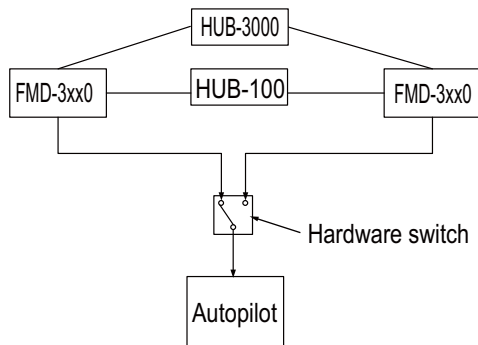 HUB-3000
FMD-3xx0
HUB-100
FMD-3xx0
Hardware switch
Autopilot